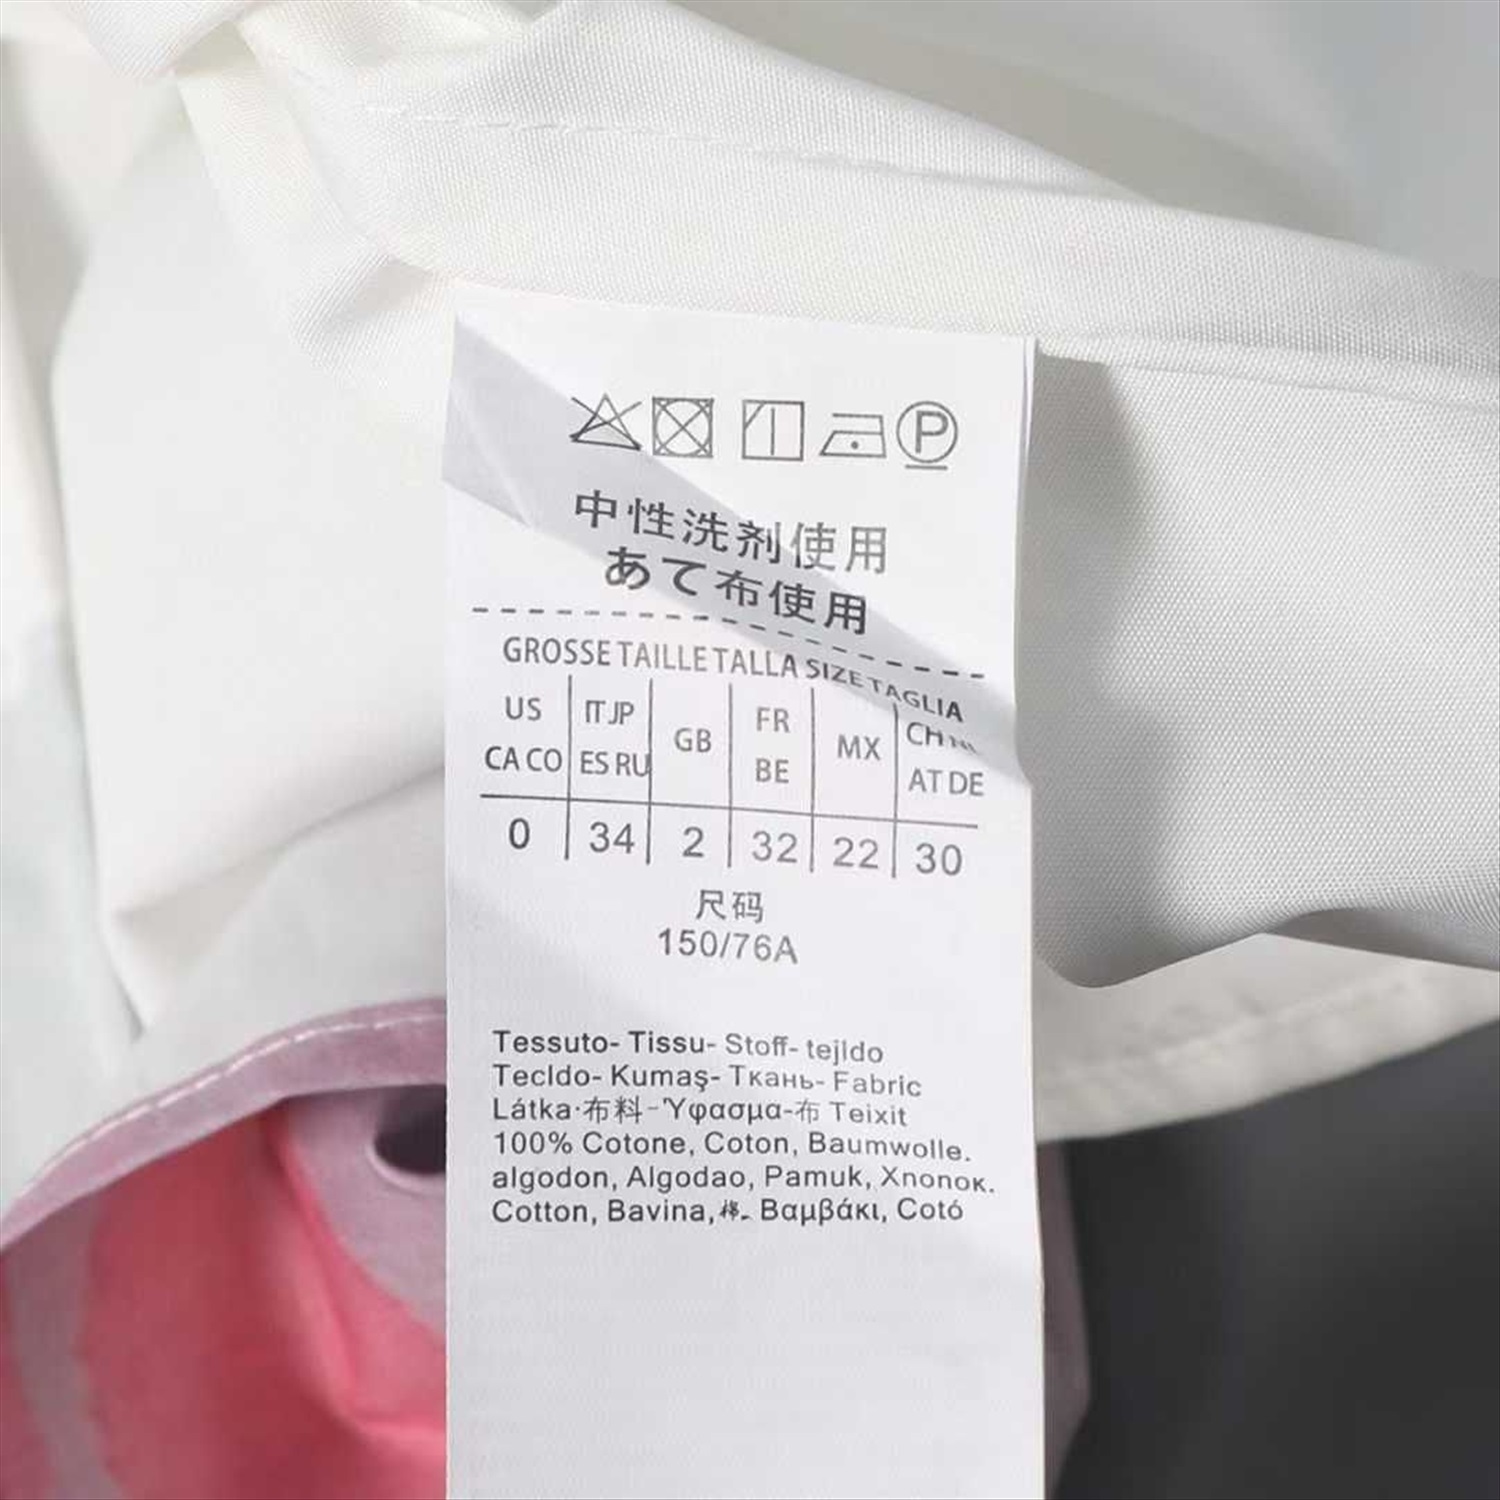 P
中性洗剤使用
あて布使用
GROSSE TAILLE TALLA SIZE TAGLIA
US IT JP GB FR MX CH NL
CA CO ES RU BE AT DE
0 34 2 32 22 30
尺码
150/76A
Tessuto- Tissu- Stoff- tejldo
Tecldo- Kumaş- Ткань- Fabric
Látka·布料-Ύφασμα-布 Teixit
100% Cotone, Coton, Baumwolle.
algodon, Algodao, Pamuk, Xnonoк.
Cotton, Bavina, Βαμβάκι, Cotó